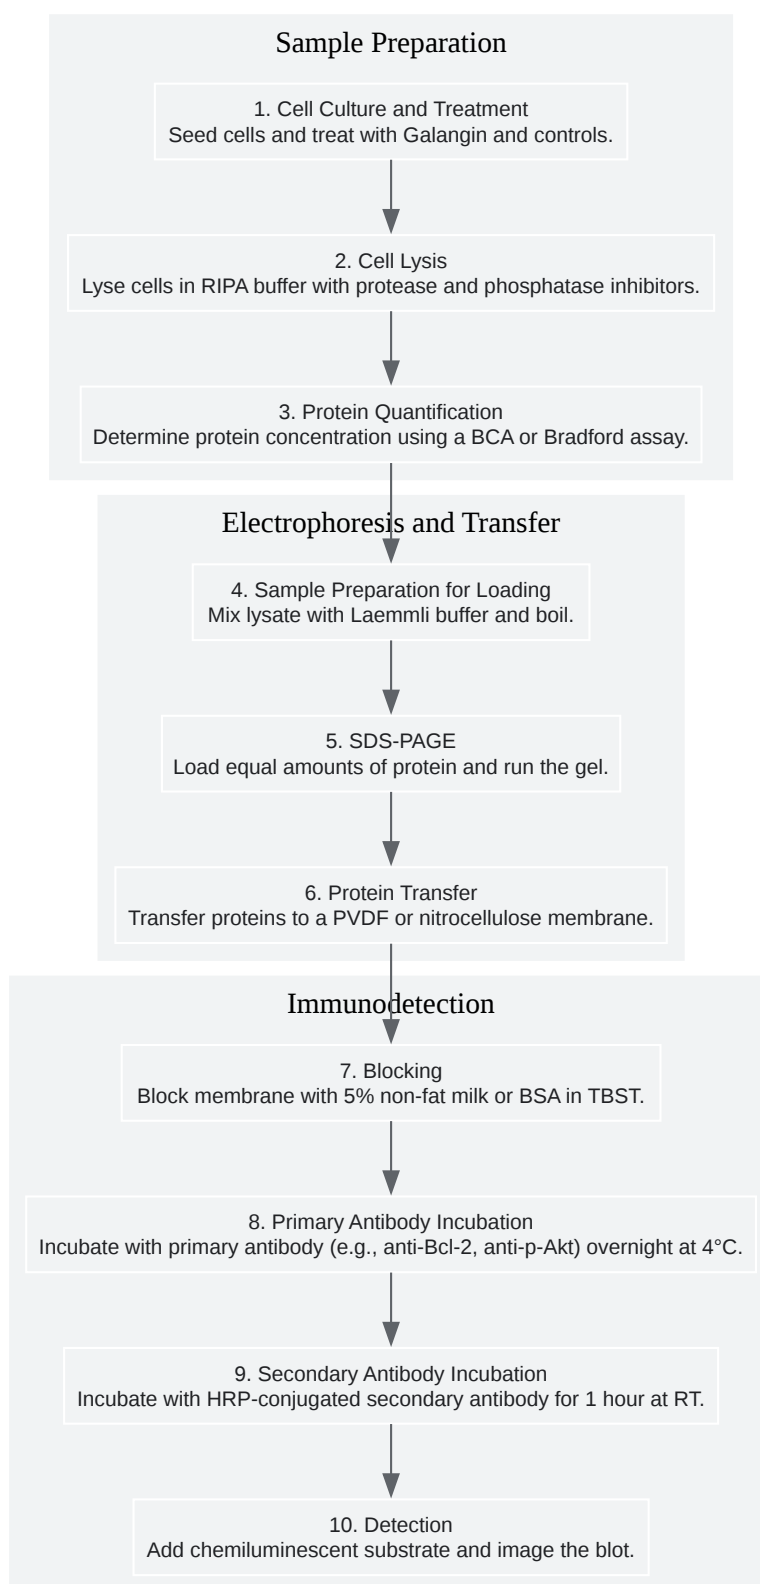 Sample Preparation
1. Cell Culture and Treatment
Seed cells and treat with Galangin and controls.
2. Cell Lysis
Lyse cells in RIPA buffer with protease and phosphatase inhibitors.
3. Protein Quantification
Determine protein concentration using a BCA or Bradford assay.
Electrophoresis and Transfer
4. Sample Preparation for Loading
Mix lysate with Laemmli buffer and boil.
5. SDS-PAGE
Load equal amounts of protein and run the gel.
6. Protein Transfer
Transfer proteins to a PVDF or nitrocellulose membrane.
Immunodetection
7. Blocking
Block membrane with 5% non-fat milk or BSA in TBST.
8. Primary Antibody Incubation
Incubate with primary antibody (e.g., anti-Bcl-2, anti-p-Akt) overnight at 4°C.
9. Secondary Antibody Incubation
Incubate with HRP-conjugated secondary antibody for 1 hour at RT.
10. Detection
Add chemiluminescent substrate and image the blot.